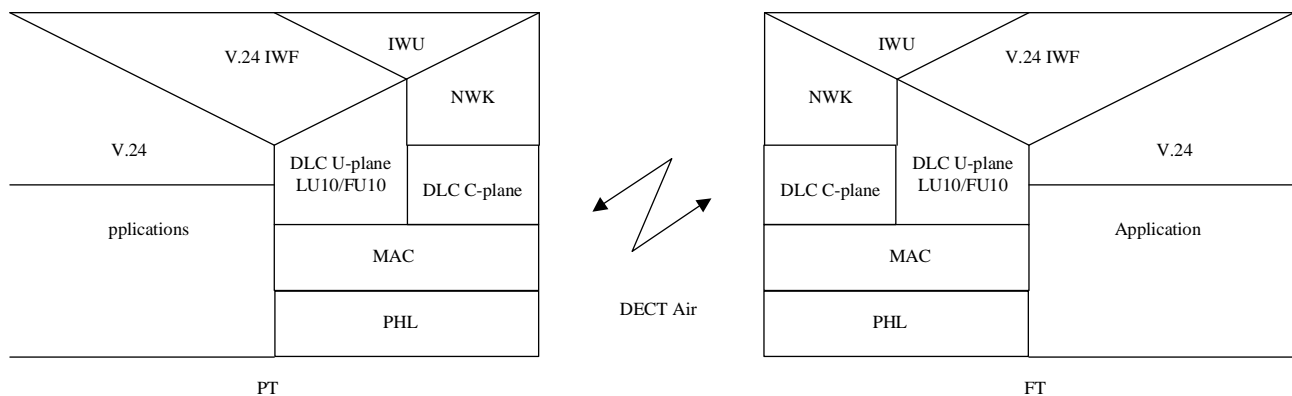 IWU
V.24 IWF
NWK
V.24
DLC U-plane
LU10/FU10
DLC C-plane
pplications
MAC
PHL
PT
DECT Air
IWU
V.24 IWF
NWK
V.24
DLC U-plane
LU10/FU10
DLC C-plane
Application
MAC
PHL
FT